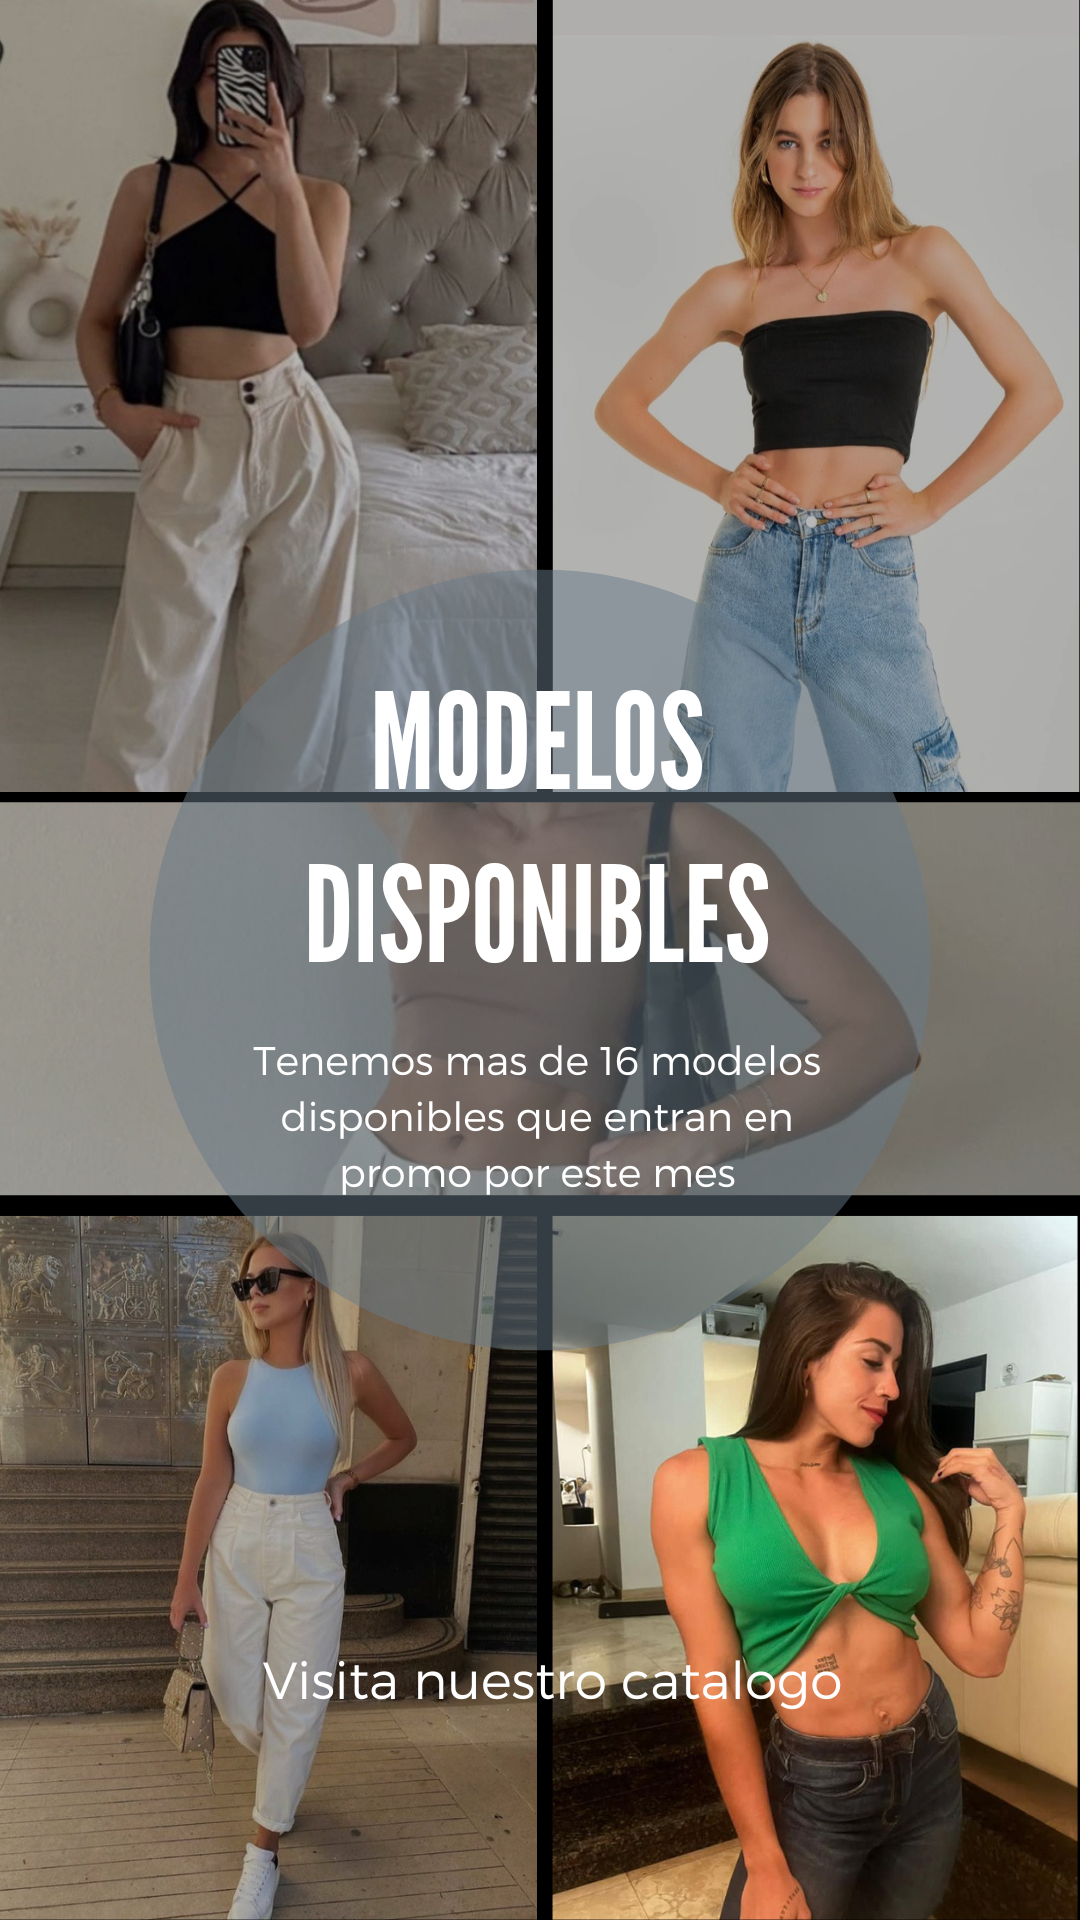 MODELOS
DISPONIBLES
Tenemos mas de 16 modelos
disponibles que entran en
promo por este mes
Visita nuestro catalogo